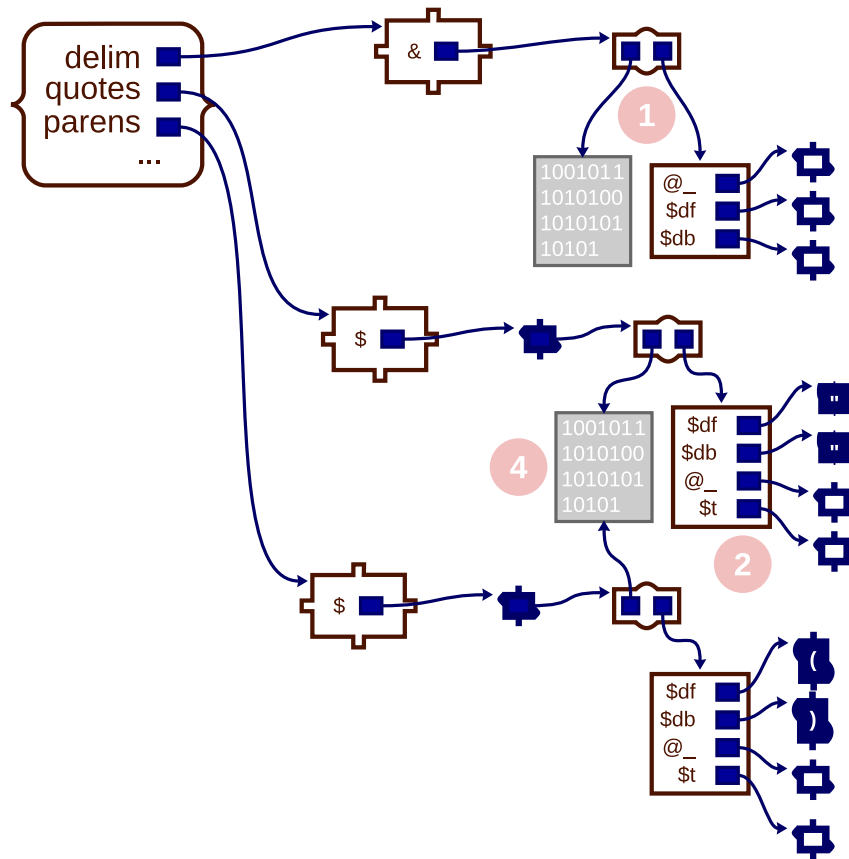 delim
quotes
parens
...
&
1
1001011
1010100
1010101
10101
@_
$df
$db
$
4
1001011
1010100
1010101
10101
$df
$db
@_
$t
"
"
2
$
$df
$db
@_
$t
(
)